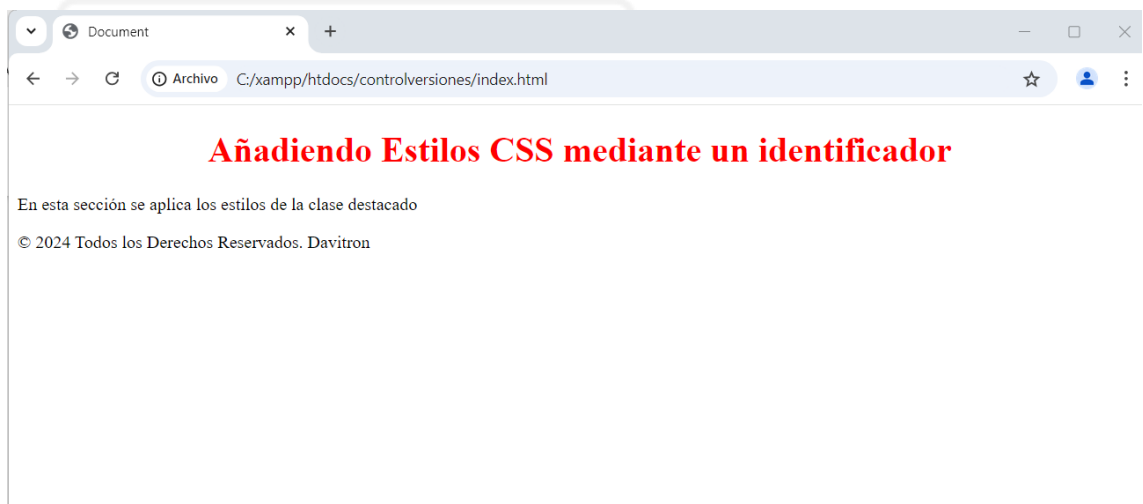 Document
Archivo C:/xampp/htdocs/controlversiones/index.html
Añadiendo Estilos CSS mediante un identificador
En esta sección se aplica los estilos de la clase destacado
© 2024 Todos los Derechos Reservados. Davitron